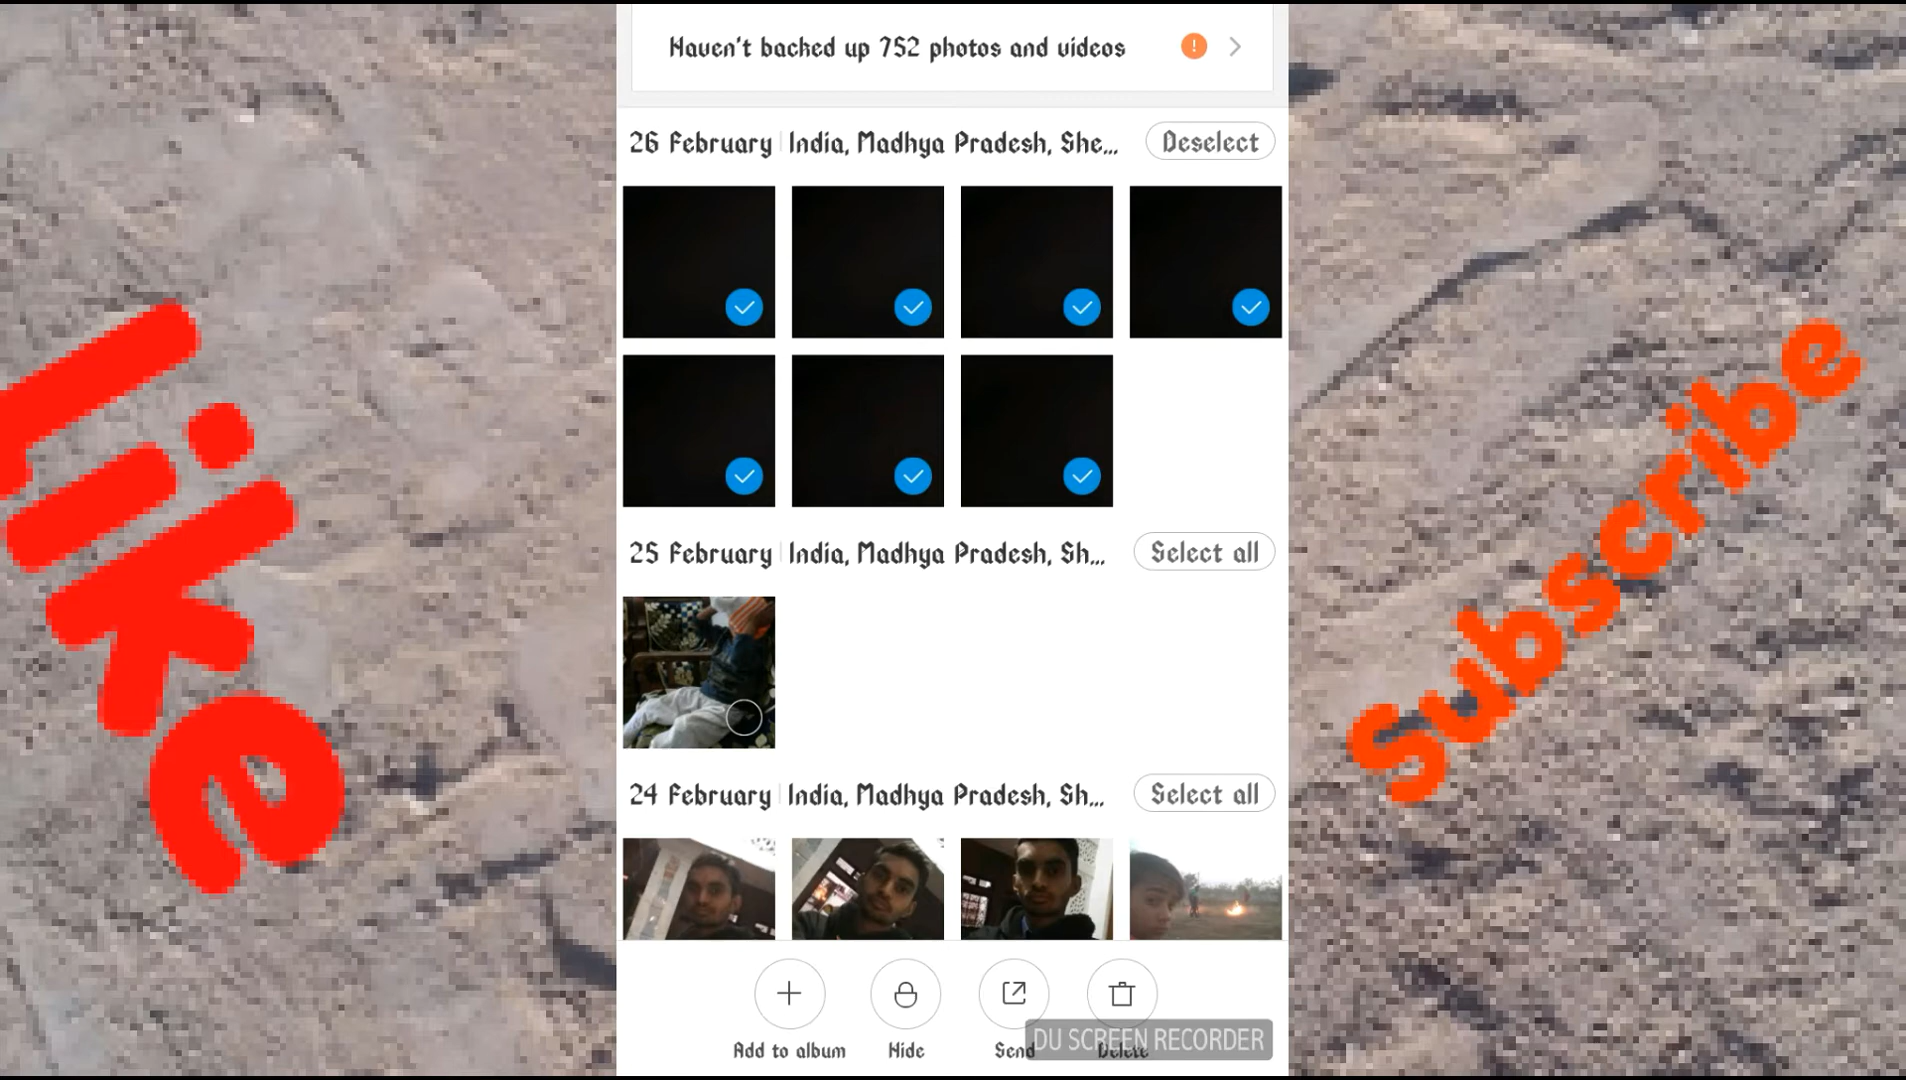 Haven't backed up 752 photos and videos
!
26 February India, Madhya Pradesh, She...
Deselect
25 February India, Madhya Pradesh, Sh...
Select all
24 February India, Madhya Pradesh, Sh...
Select all
Add to album
Hide
Send
Delete
DU SCREEN RECORDER
like
Subscribe